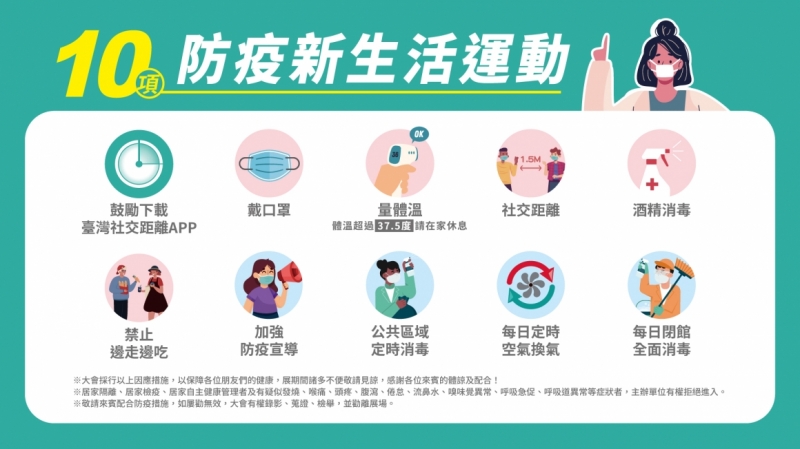 10項 防疫新生活運動
鼓勵下載
臺灣社交距離APP
戴口罩
OK
量體溫
體溫超過37.5度請在家休息
1.5M
社交距離
酒精消毒
禁止
邊走邊吃
加強
防疫宣導
公共區域
定時消毒
每日定時
空氣換氣
每日閉館
全面消毒
※大會採行以上因應措施，以保障各位朋友們的健康，展期間諸多不便敬請見諒，感謝各位來賓的體諒及配合！
※居家隔離、居家檢疫、居家自主健康管理者及有疑似發燒、喉痛、頭疼、腹瀉、倦怠、流鼻水、嗅味覺異常、呼吸急促、呼吸道異常等症狀者，主辦單位有權拒絕進入。
※敬請來賓配合防疫措施，如屢勸無效，大會有權錄影、蒐證、檢舉，並勸離展場。